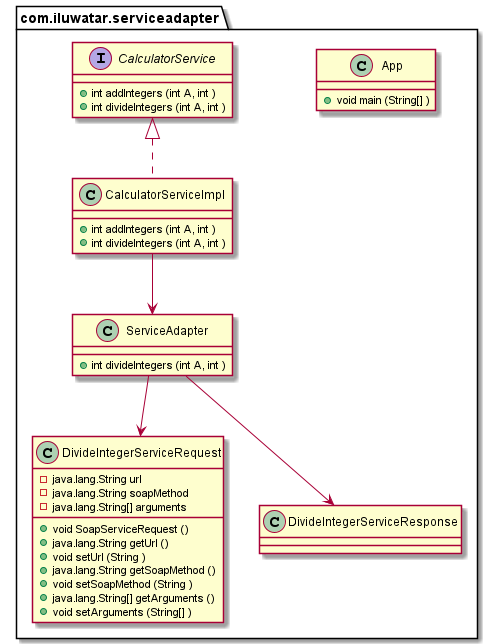 com.iluwatar.serviceadapter
I CalculatorService
int addIntegers (int A, int )
int divideIntegers (int A, int )
C App
void main (String[] )
C CalculatorServiceImpl
int addIntegers (int A, int )
int divideIntegers (int A, int )
C ServiceAdapter
int divideIntegers (int A, int )
C DivideIntegerServiceRequest
java.lang.String url
java.lang.String soapMethod
java.lang.String[] arguments
void SoapServiceRequest ()
java.lang.String getUrl ()
void setUrl (String )
java.lang.String getSoapMethod ()
void setSoapMethod (String )
java.lang.String[] getArguments ()
void setArguments (String[] )
C DivideIntegerServiceResponse